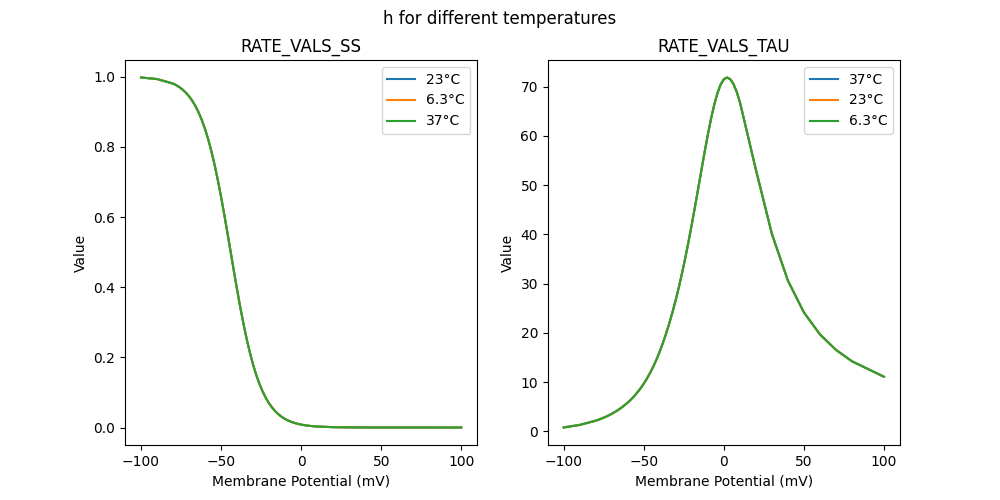 h for different temperatures
RATE_VALS_SS
1.0
0.8
0.6
0.4
0.2
0.0
Value
−100
−50
0
50
100
Membrane Potential (mV)
23°C
6.3°C
37°C
RATE_VALS_TAU
70
60
50
40
30
20
10
0
Value
−100
−50
0
50
100
Membrane Potential (mV)
37°C
23°C
6.3°C